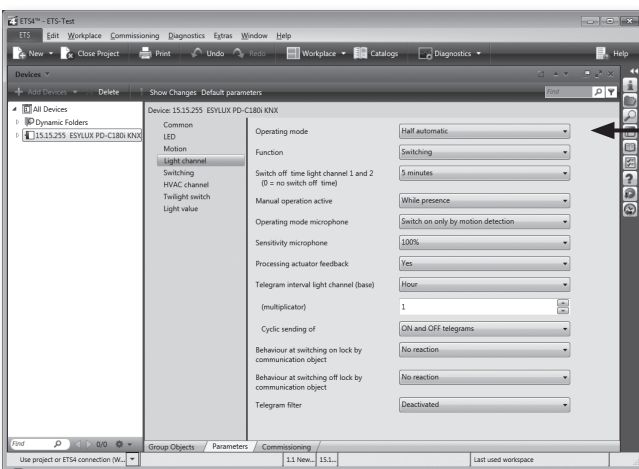 ETS4™ - ETS-Test
ETS Edit Workplace Commissioning Diagnostics Extras Window Help
New Close Project Print Undo Redo Workplace Catalogs Diagnostics Help
Devices
Add Devices Delete Show Changes Default parameters Find
All Devices
Dynamic Folders
15.15.255 ESYLUX PD-C180i KNX
Device: 15.15.255 ESYLUX PD-C180i KNX
Common
LED
Motion
Light channel
Switching
HVAC channel
Twilight switch
Light value
Operating mode Half automatic
Function Switching
Switch off time light channel 1 and 2
(0 = no switch off time) 5 minutes
Manual operation active While presence
Operating mode microphone Switch on only by motion detection
Sensitivity microphone 100%
Processing actuator feedback Yes
Telegram interval light channel (base) Hour
(multiplicator) 1
Cyclic sending of ON and OFF telegrams
Behaviour at switching on lock by
communication object No reaction
Behaviour at switching off lock by
communication object No reaction
Telegram filter Deactivated
Find 0/0
Group Objects Parameters Commissioning
Use project or ETS4 connection (W... 1.1 New... 15.1... Last used workspace